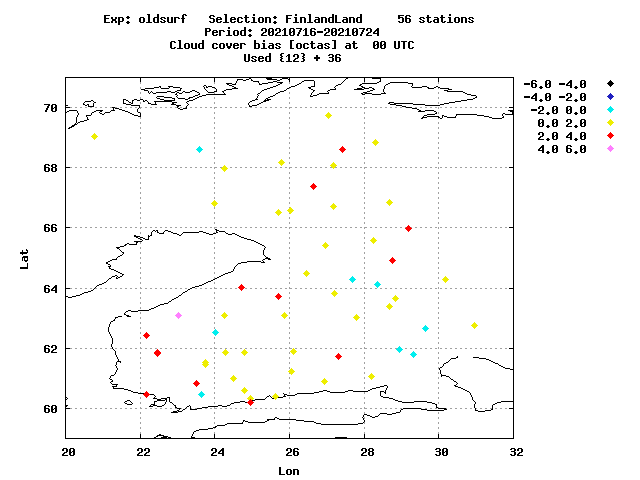 Exp: oldsurf Selection: FinlandLand 56 stations
Period: 20210716-20210724
Cloud cover bias [octas] at 00 UTC
Used {12} + 36
-6.0 -4.0
-4.0 -2.0
-2.0 0.0
0.0 2.0
2.0 4.0
4.0 6.0
70
68
66
64
62
60
Lat
20 22 24 26 28 30 32
Lon